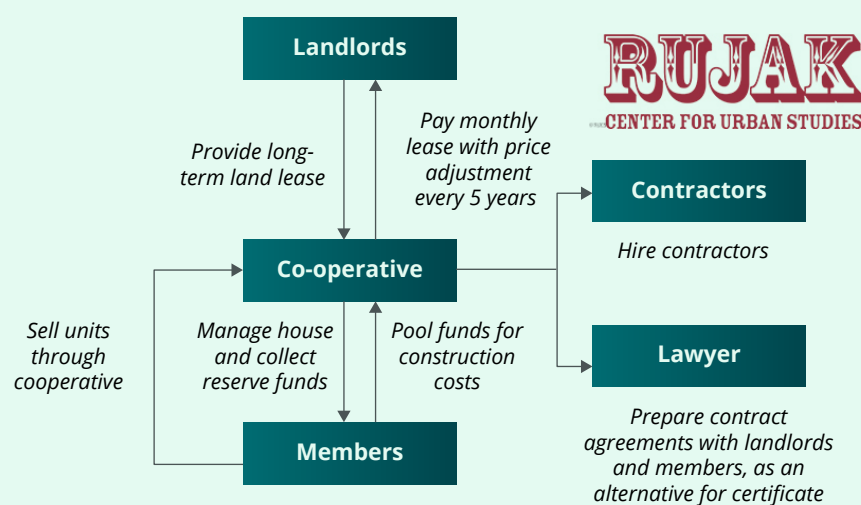 Landlords
RUJAK
CENTER FOR URBAN STUDIES
Provide long-
term land lease
Pay monthly
lease with price
adjustment
every 5 years
Contractors
Hire contractors
Co-operative
Sell units
through
cooperative
Manage house
and collect
reserve funds
Pool funds for
construction
costs
Lawyer
Prepare contract
agreements with landlords
and members, as an
alternative for certificate
Members